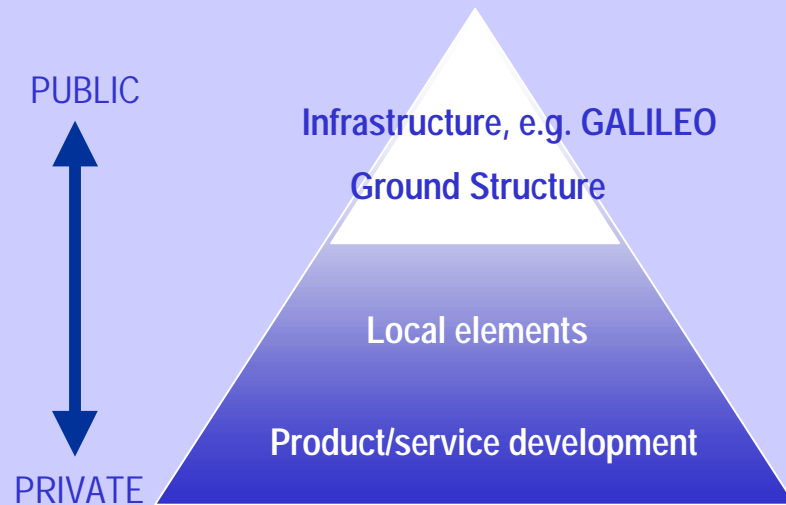 PUBLIC
Infrastructure, e.g. GALILEO
Ground Structure
Local elements
Product/service development
PRIVATE